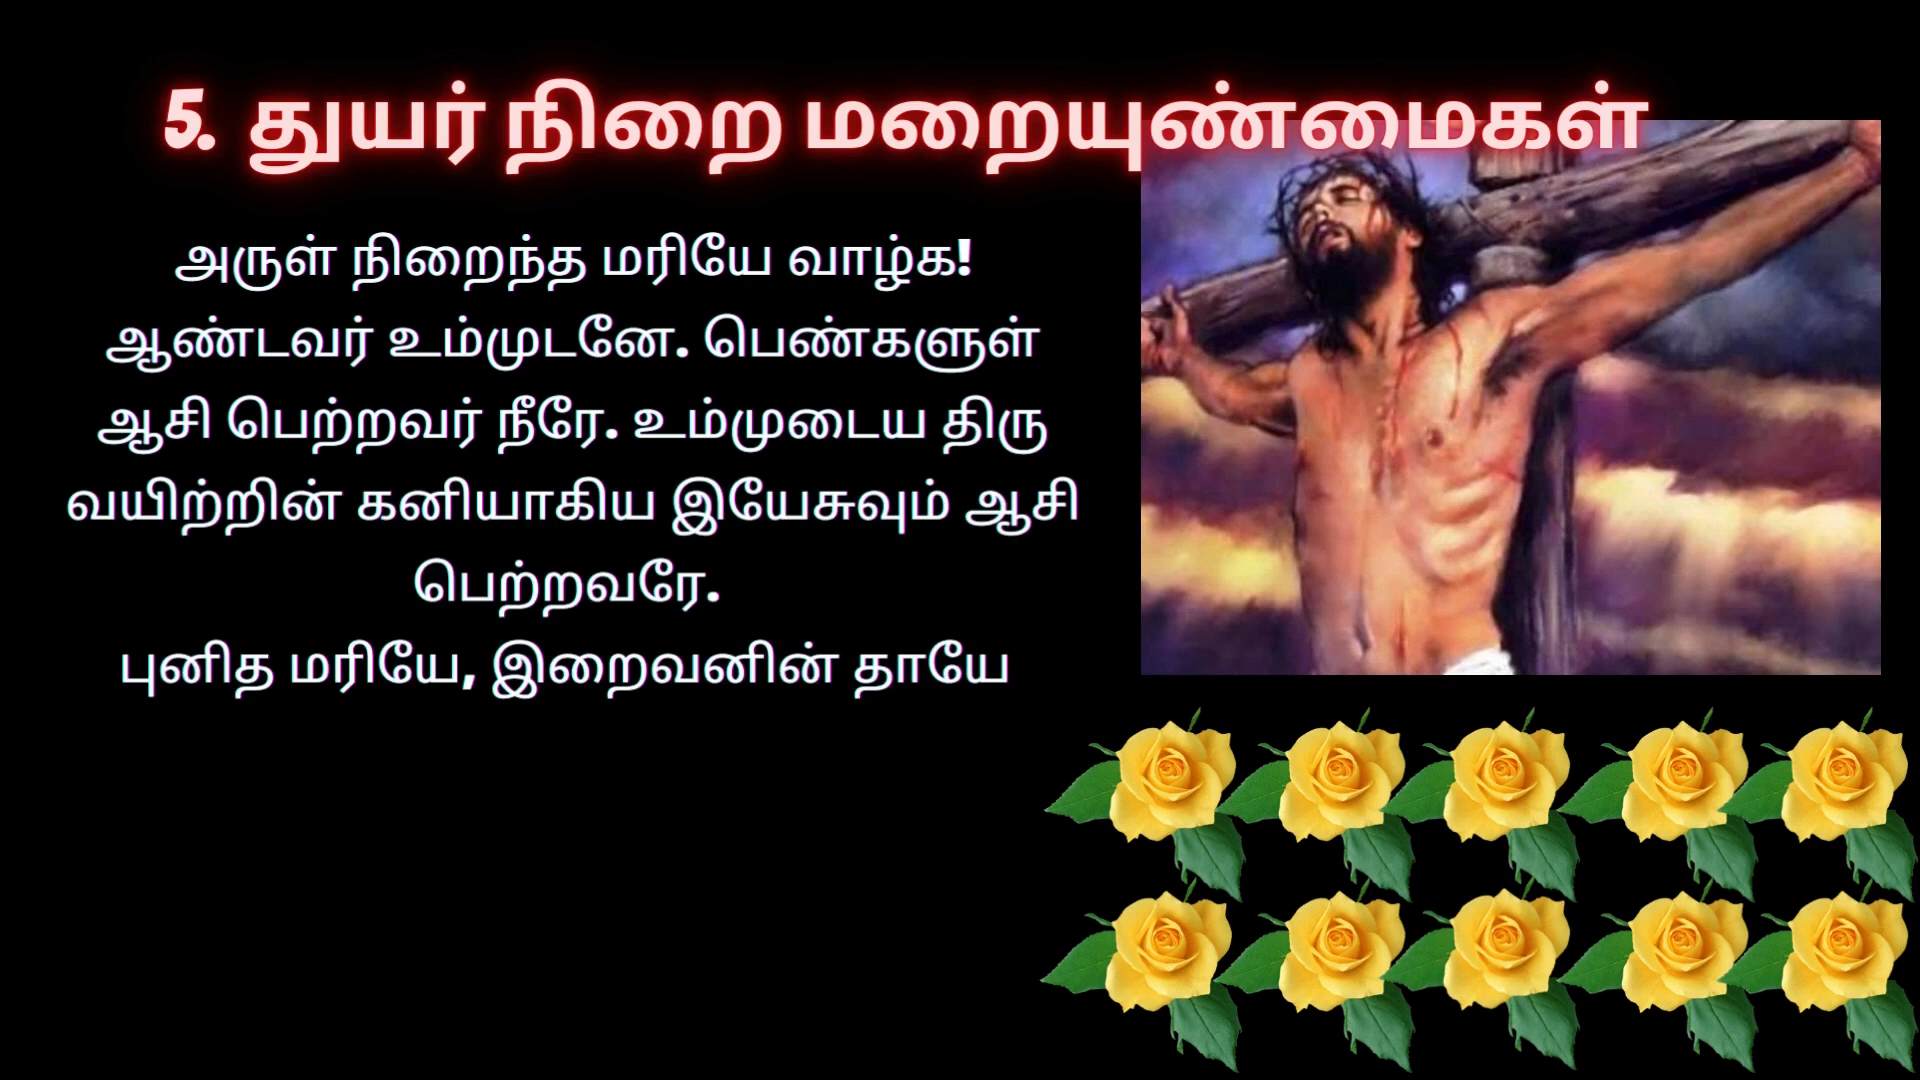 5. துயர் நிறை மறையுண்மைகள்
அருள் நிறைந்த மரியே வாழ்க!
ஆண்டவர் உம்முடனே. பெண்களுள்
ஆசி பெற்றவர் நீரே. உம்முடைய திரு
வயிற்றின் கனியாகிய இயேசுவும் ஆசி
பெற்றவரே.
புனித மரியே, இறைவனின் தாயே